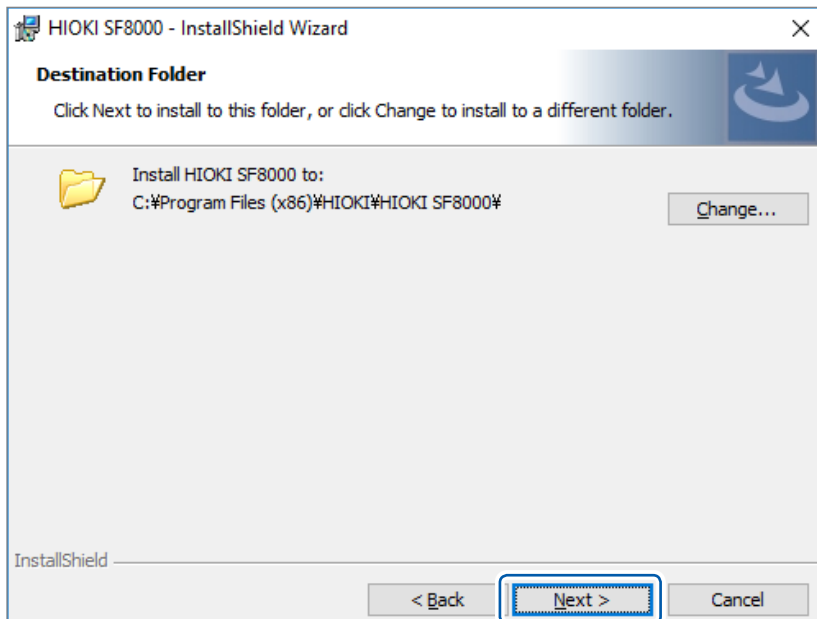 HIOKI SF8000 - InstallShield Wizard
Destination Folder
Click Next to install to this folder, or click Change to install to a different folder.
Install HIOKI SF8000 to:
C:¥Program Files (x86)¥HIOKI¥HIOKI SF8000¥
Change...
InstallShield
< Back
Next >
Cancel